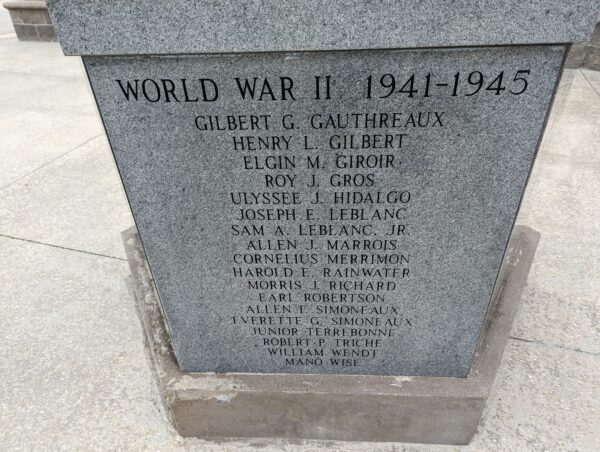 WORLD WAR II 1941-1945
GILBERT G. GAUTHREAUX
HENRY L. GILBERT
ELGIN M. GIROIR
ROY J. GROS
ULYSSEE J. HIDALGO
JOSEPH E. LEBLANC
SAM A. LEBLANC, JR.
ALLEN J. MARROIS
CORNELIUS MERRIMON
HAROLD E. RAINWATER
MORRIS J. RICHARD
EARL ROBERTSON
ALLEN F. SIMONEAUX
EVERETTE G. SIMONEAUX
JUNIOR TERREBONNE
ROBERT P. TRICHE
WILLIAM WENDT
MANO WISE